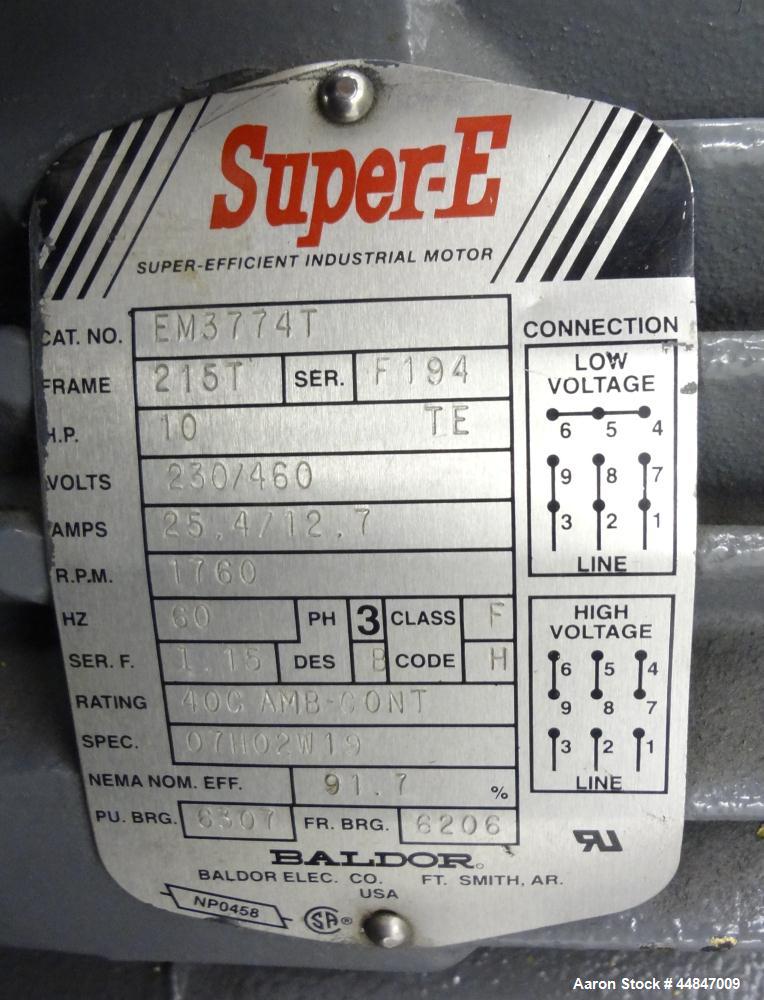 Super-E
SUPER-EFFICIENT INDUSTRIAL MOTOR
CAT. NO. EM3774T
FRAME 215T SER. F194
H.P. 10 TE
VOLTS 230/460
AMPS 25.4/12.7
R.P.M. 1760
HZ 60 PH 3 CLASS F
SER. F. 1.15 DES B CODE H
RATING 40C AMB-CONT
SPEC. 07H02W19
NEMA NOM. EFF. 91.7 %
PU. BRG. 6307 FR. BRG. 6206
BALDOR
BALDOR ELEC. CO. FT. SMITH, AR.
USA
NP0458 SA®
CONNECTION
LOW
VOLTAGE
6 5 4
9 8 7
3 2 1
LINE
HIGH
VOLTAGE
6 5 4
9 8 7
3 2 1
LINE
RU
Aaron Stock # 44847009